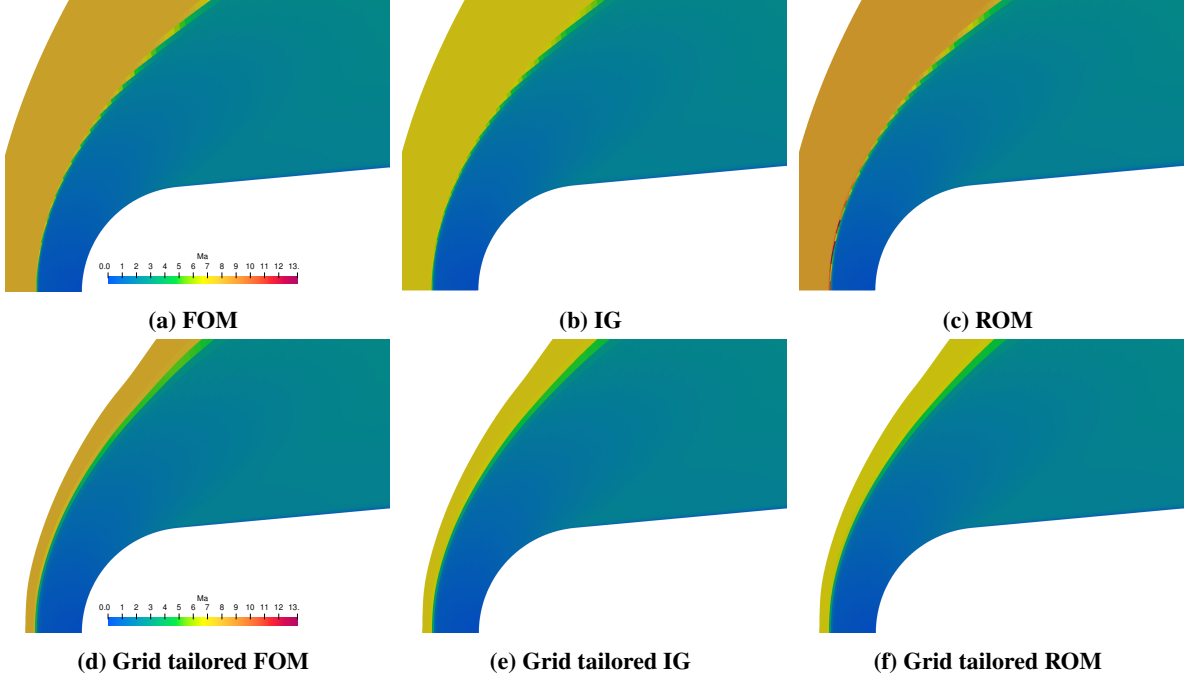 Ma
0.0 1 2 3 4 5 6 7 8 9 10 11 12 13.
(a) FOM
(b) IG
(c) ROM
Ma
0.0 1 2 3 4 5 6 7 8 9 10 11 12 13.
(d) Grid tailored FOM
(e) Grid tailored IG
(f) Grid tailored ROM